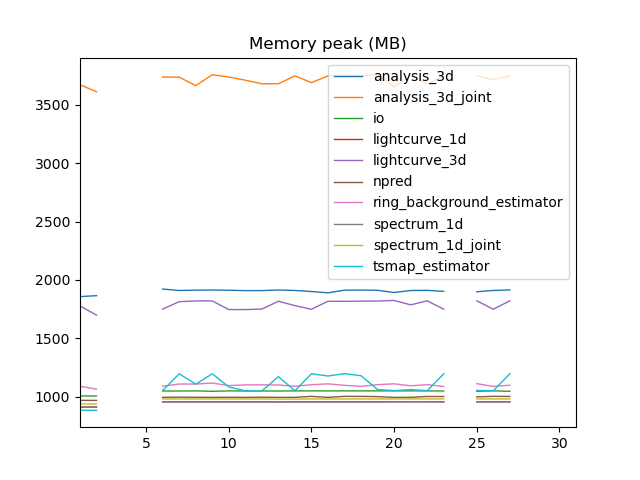 Memory peak (MB)
analysis_3d
analysis_3d_joint
io
lightcurve_1d
lightcurve_3d
npred
ring_background_estimator
spectrum_1d
spectrum_1d_joint
tsmap_estimator
3500
3000
2500
2000
1500
1000
5 10 15 20 25 30